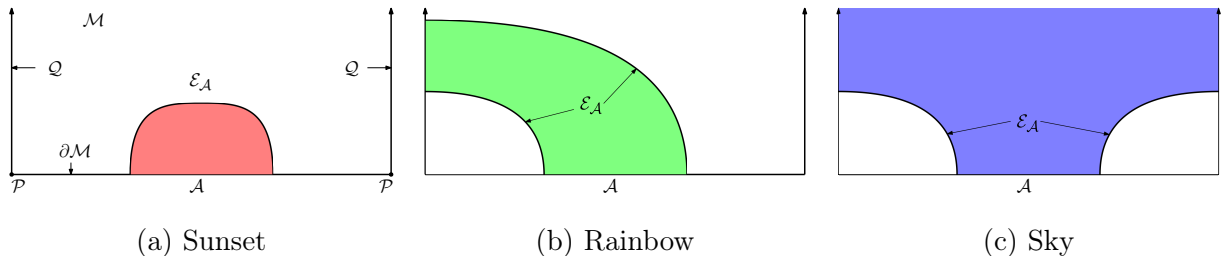 ℳ
𝒬
𝒬
ℰ_𝒜
∂ℳ
𝒫
𝒜
𝒫
(a) Sunset
ℰ_𝒜
𝒜
(b) Rainbow
ℰ_𝒜
𝒜
(c) Sky